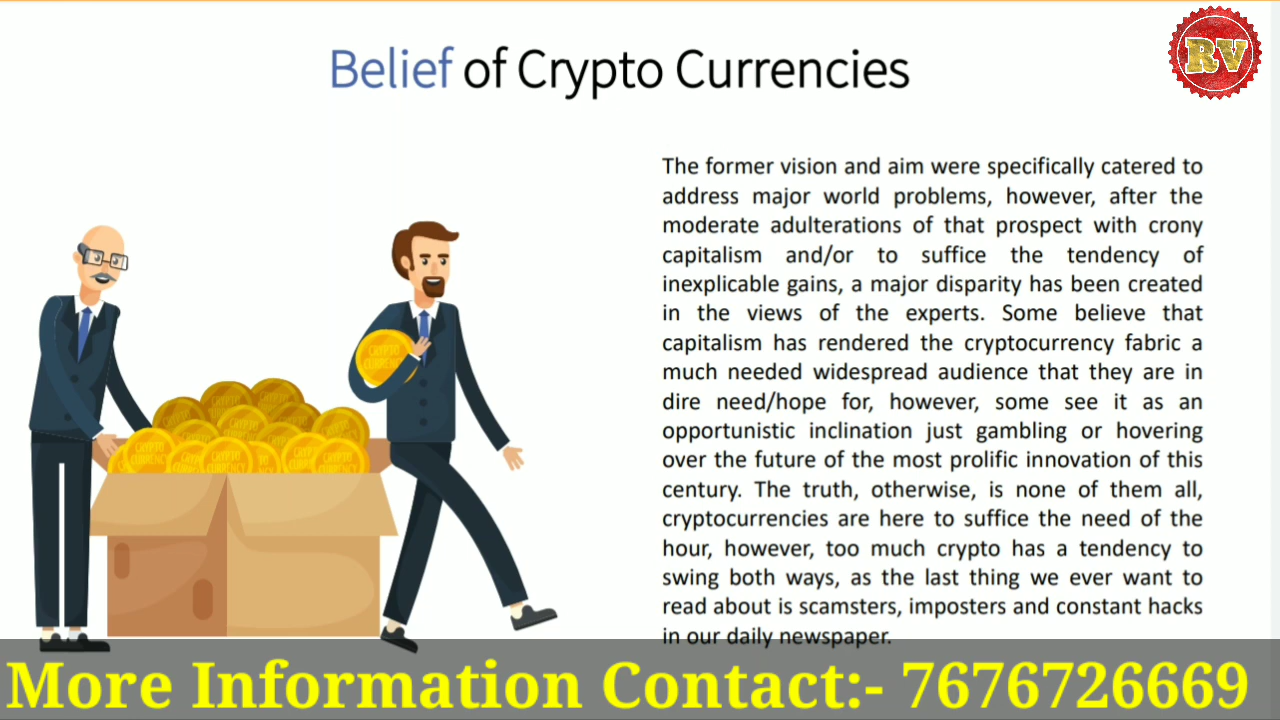 Belief of Crypto Currencies
RV
The former vision and aim were specifically catered to
address major world problems, however, after the
moderate adulterations of that prospect with crony
capitalism and/or to suffice the tendency of
inexplicable gains, a major disparity has been created
in the views of the experts. Some believe that
capitalism has rendered the cryptocurrency fabric a
much needed widespread audience that they are in
dire need/hope for, however, some see it as an
opportunistic inclination just gambling or hovering
over the future of the most prolific innovation of this
century. The truth, otherwise, is none of them all,
cryptocurrencies are here to suffice the need of the
hour, however, too much crypto has a tendency to
swing both ways, as the last thing we ever want to
read about is scamsters, imposters and constant hacks
in our daily newspaper.
CRYPTO
CURRENCY
CRYPTO
CURRENCY
CRYPTO
CURRENCY
More Information Contact:- 7676726669